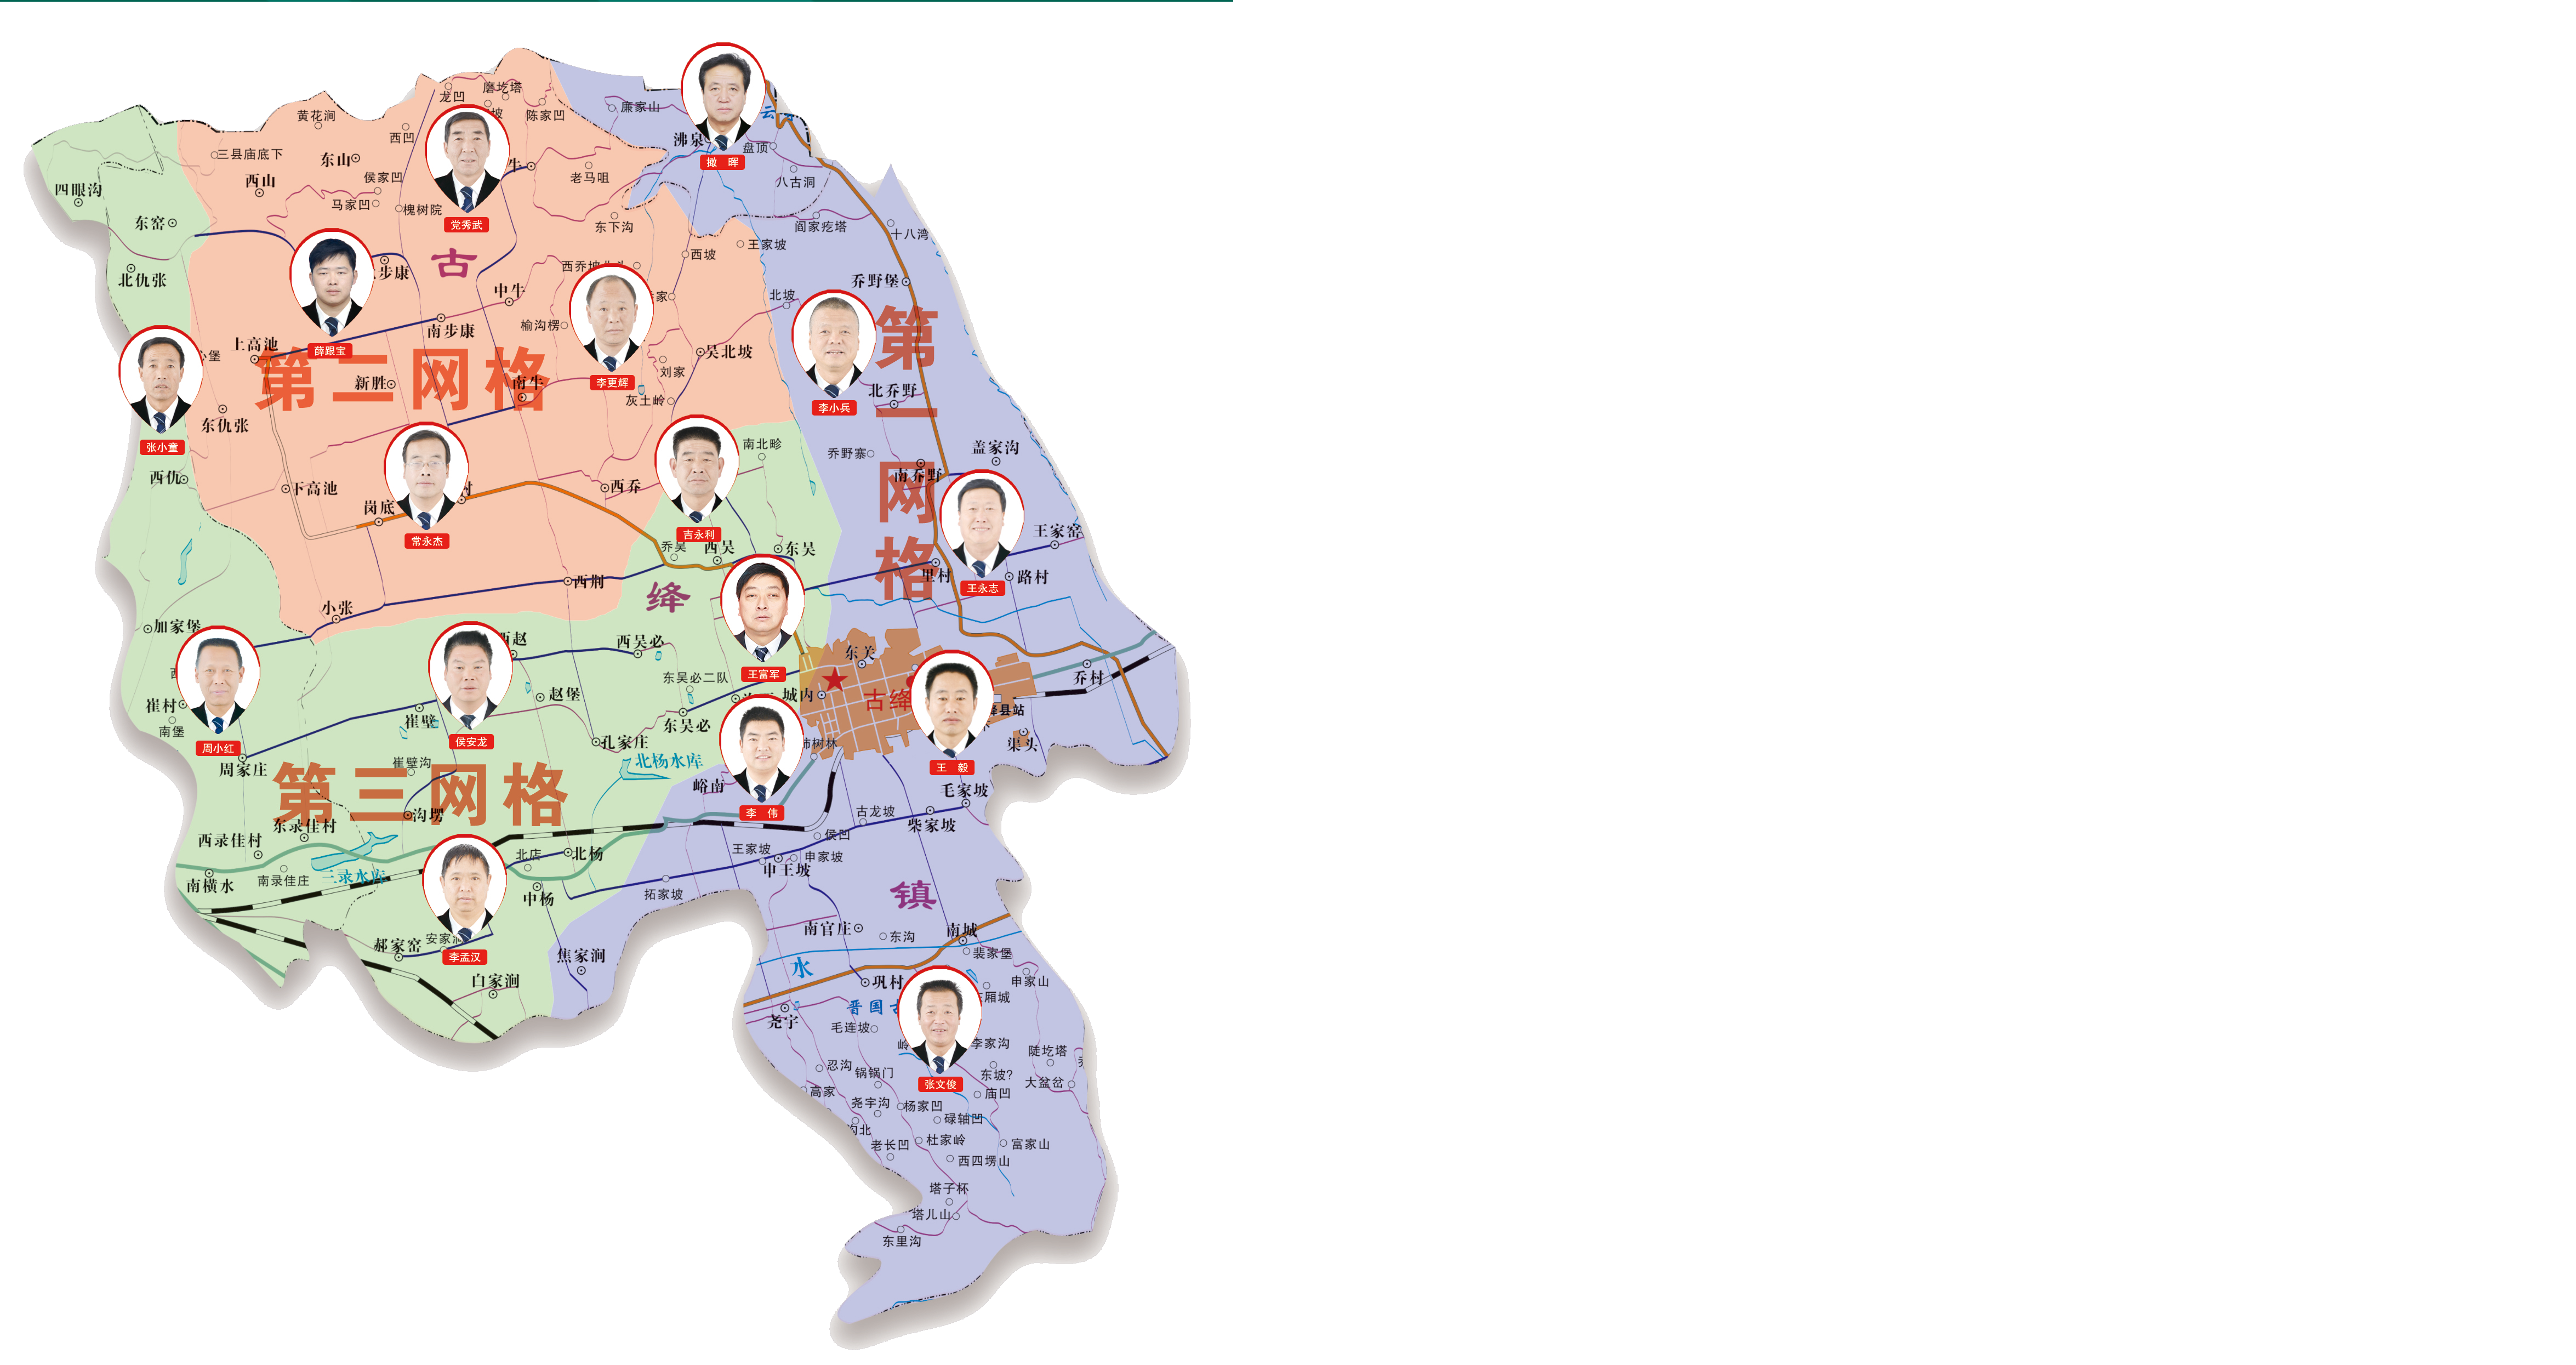 磨圪塔
龙凹
坡
陈家凹
廉家山
云
黄花涧
西凹
沸泉
盘顶
三县庙底下
东山
撖 晖
牛
西山
侯家凹
老马咀
八古洞
四眼沟
马家凹
槐树院
东窑
党秀武
东下沟
阎家疙塔
十八湾
王家坡
西坡
古
步康
北仇张
乔野堡
中牛
家
北坡
榆沟楞
南步康
第
上高池
堡
薛跟宝
吴北坡
第二网格
新胜
南牛
李更辉
刘家
北乔野
灰土岭
李小兵
一
东仇张
张小童
南北畛
盖家沟
乔野寨
西仇
南乔野
下高池
村
西乔
网
岗底
常永杰
吉永利
王家窑
乔吴
西吴
东吴
格
里村
路村
西荆
王永志
绛
小张
加家堡
西赵
西吴必
东关
王富军
东吴必二队
乔村
赵堡
城内
古绛
崔村
崔壁
东吴必
绛县站
南堡
周小红
侯安龙
孔家庄
柿树林
渠头
周家庄
崔壁沟
北杨水库
王 毅
峪南
毛家坡
第三网格
沟堺
李 伟
古龙坡
东录佳村
柴家坡
西录佳村
侯凹
北店
北杨
王家坡
申家坡
三录水库
申王坡
南录佳庄
南横水
中杨
拓家坡
镇
南官庄
南城
东沟
郝家窑
安家
李孟汉
焦家涧
裴家堡
水
白家涧
巩村
申家山
厢城
晋国古
尧宇
毛连坡
岭
李家沟
陡圪塔
忍沟
锅锅门
东坡?
大盆岔
高家
张文俊
庙凹
尧宇沟
杨家凹
碌轴凹
沟北
老长凹
杜家岭
富家山
西四堺山
塔子杯
塔儿山
东里沟